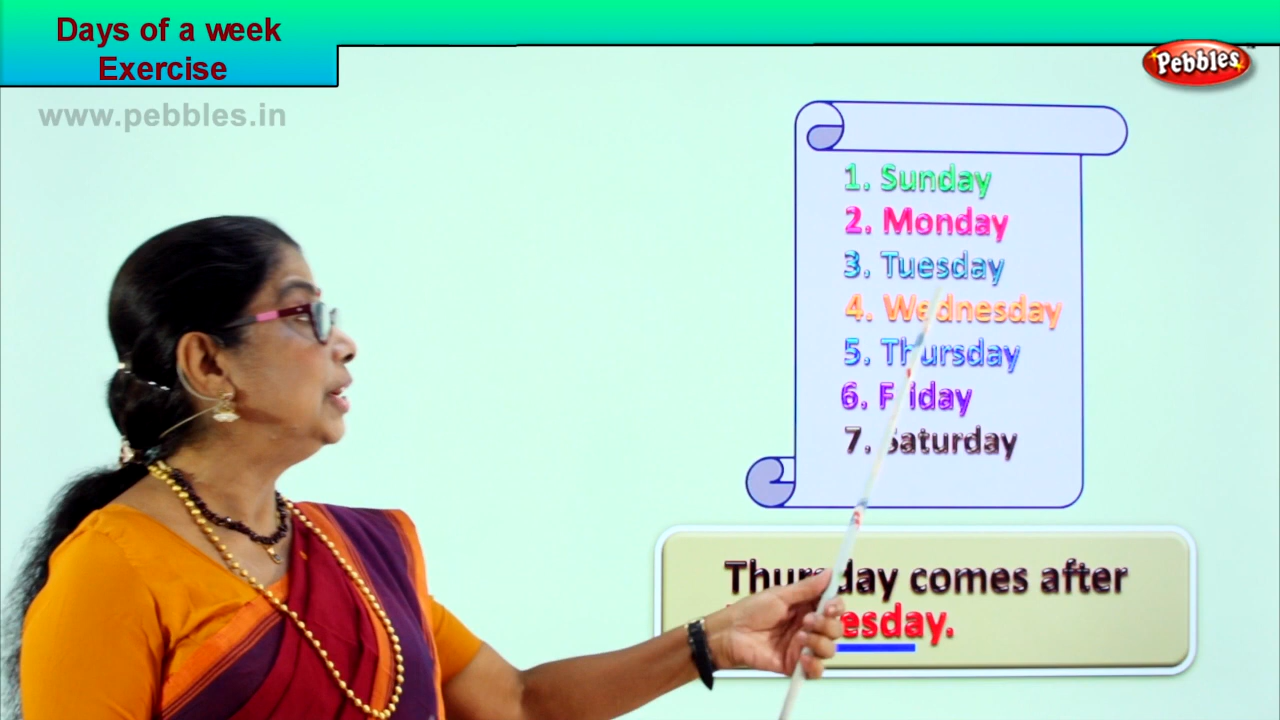 Days of a week
Exercise
www.pebbles.in
Pebbles
1. Sunday
2. Monday
3. Tuesday
4. Wednesday
5. Thursday
6. Friday
7. Saturday
Thursday comes after